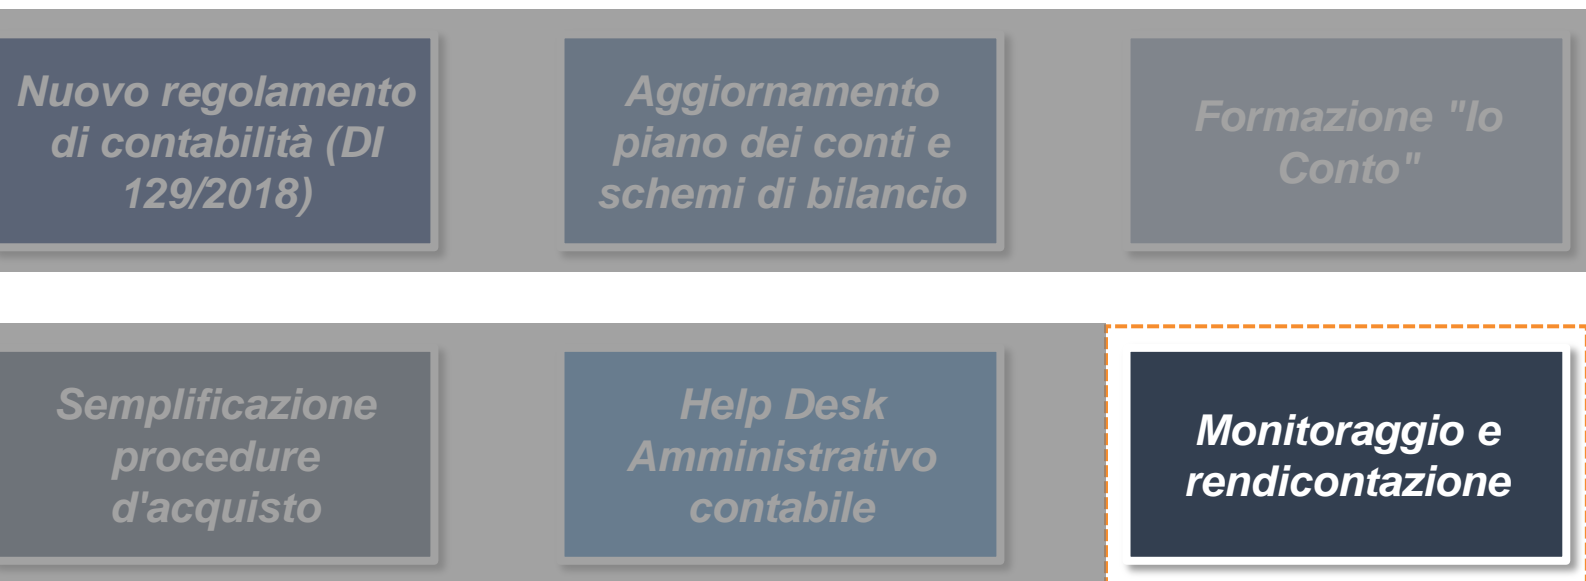 Nuovo regolamento
di contabilità (DI
129/2018)
Aggiornamento
piano dei conti e
schemi di bilancio
Formazione "Io
Conto"
Semplificazione
procedure
d'acquisto
Help Desk
Amministrativo
contabile
Monitoraggio e
rendicontazione